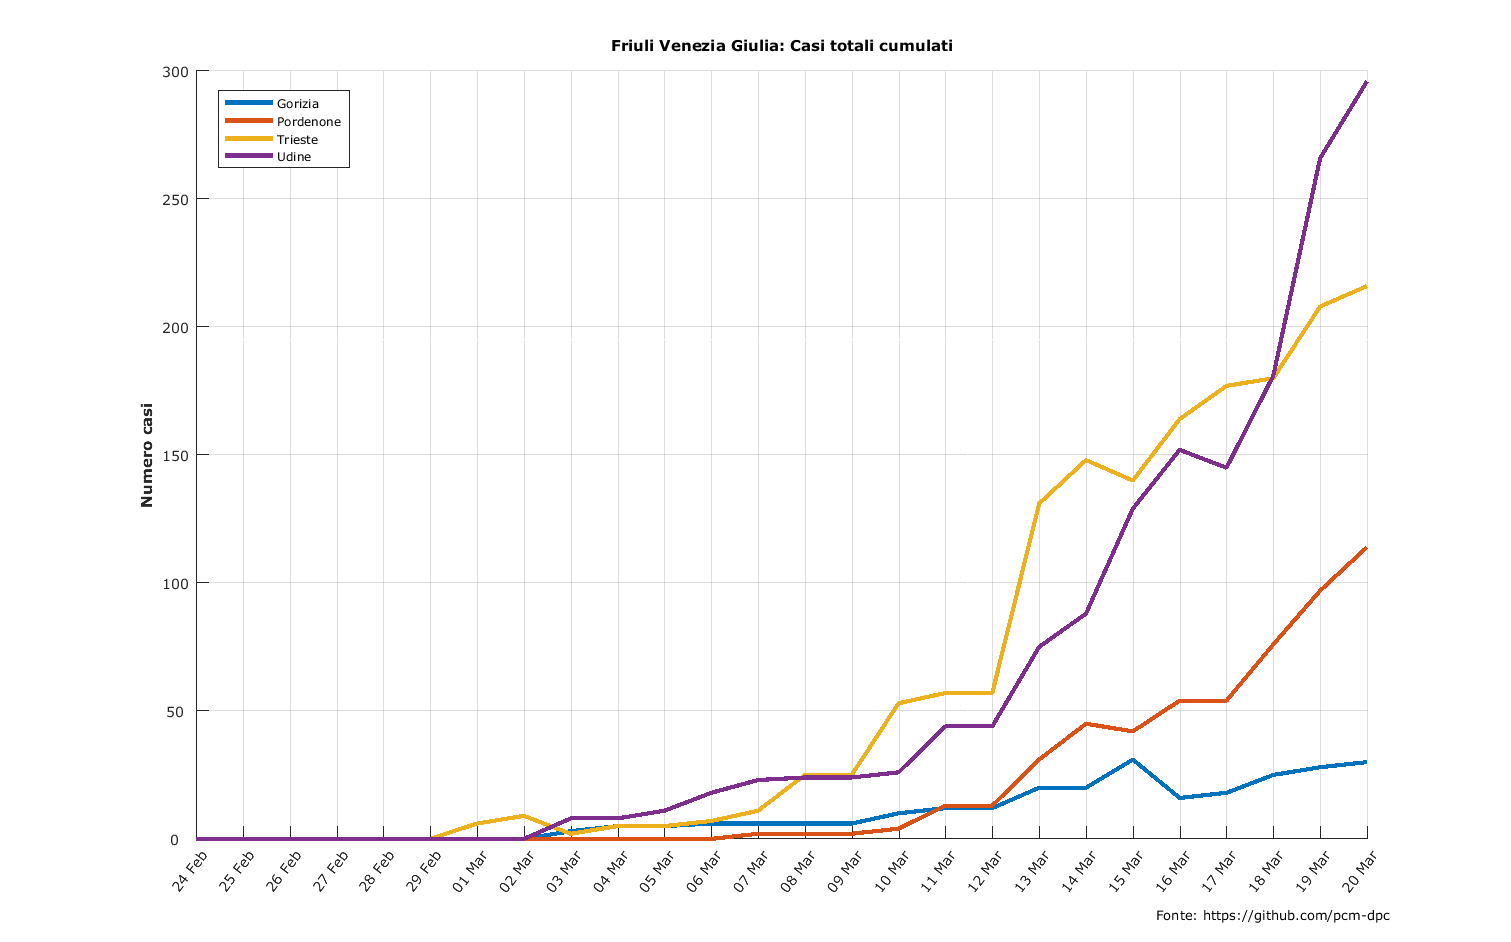 Friuli Venezia Giulia: Casi totali cumulati
300
250
200
150
100
50
0
Numero casi
Gorizia
Pordenone
Trieste
Udine
24 Feb
25 Feb
26 Feb
27 Feb
28 Feb
29 Feb
01 Mar
02 Mar
03 Mar
04 Mar
05 Mar
06 Mar
07 Mar
08 Mar
09 Mar
10 Mar
11 Mar
12 Mar
13 Mar
14 Mar
15 Mar
16 Mar
17 Mar
18 Mar
19 Mar
20 Mar
Fonte: https://github.com/pcm-dpc